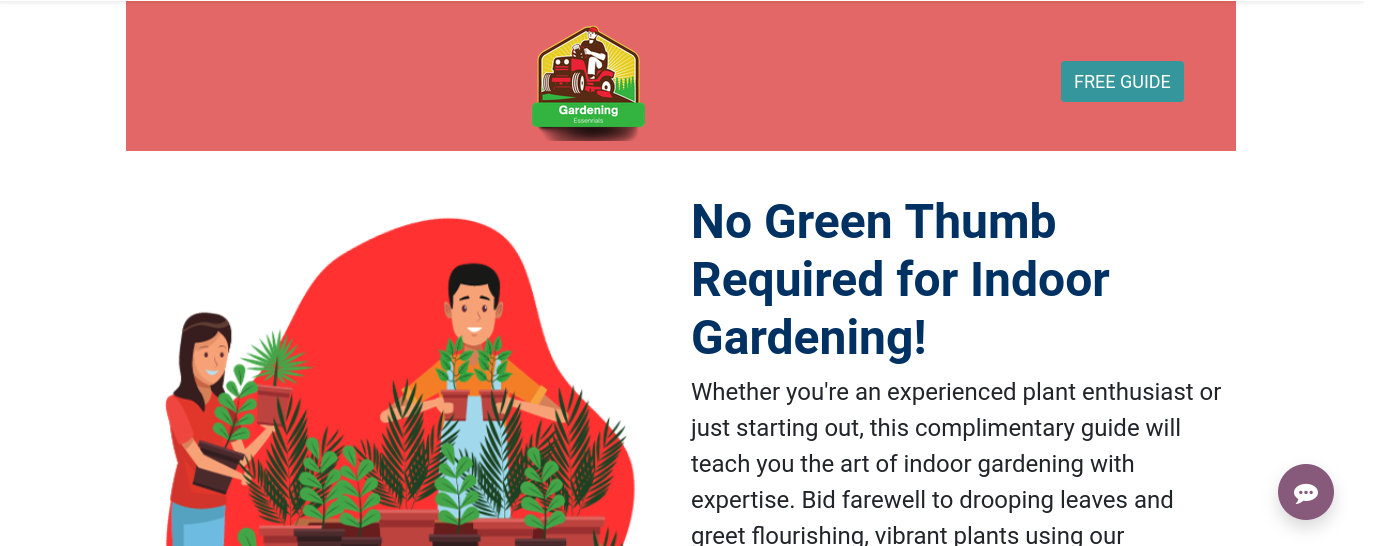 Gardening
Essenrials
FREE GUIDE
No Green Thumb
Required for Indoor
Gardening!
Whether you're an experienced plant enthusiast or
just starting out, this complimentary guide will
teach you the art of indoor gardening with
expertise. Bid farewell to drooping leaves and
greet flourishing, vibrant plants using our